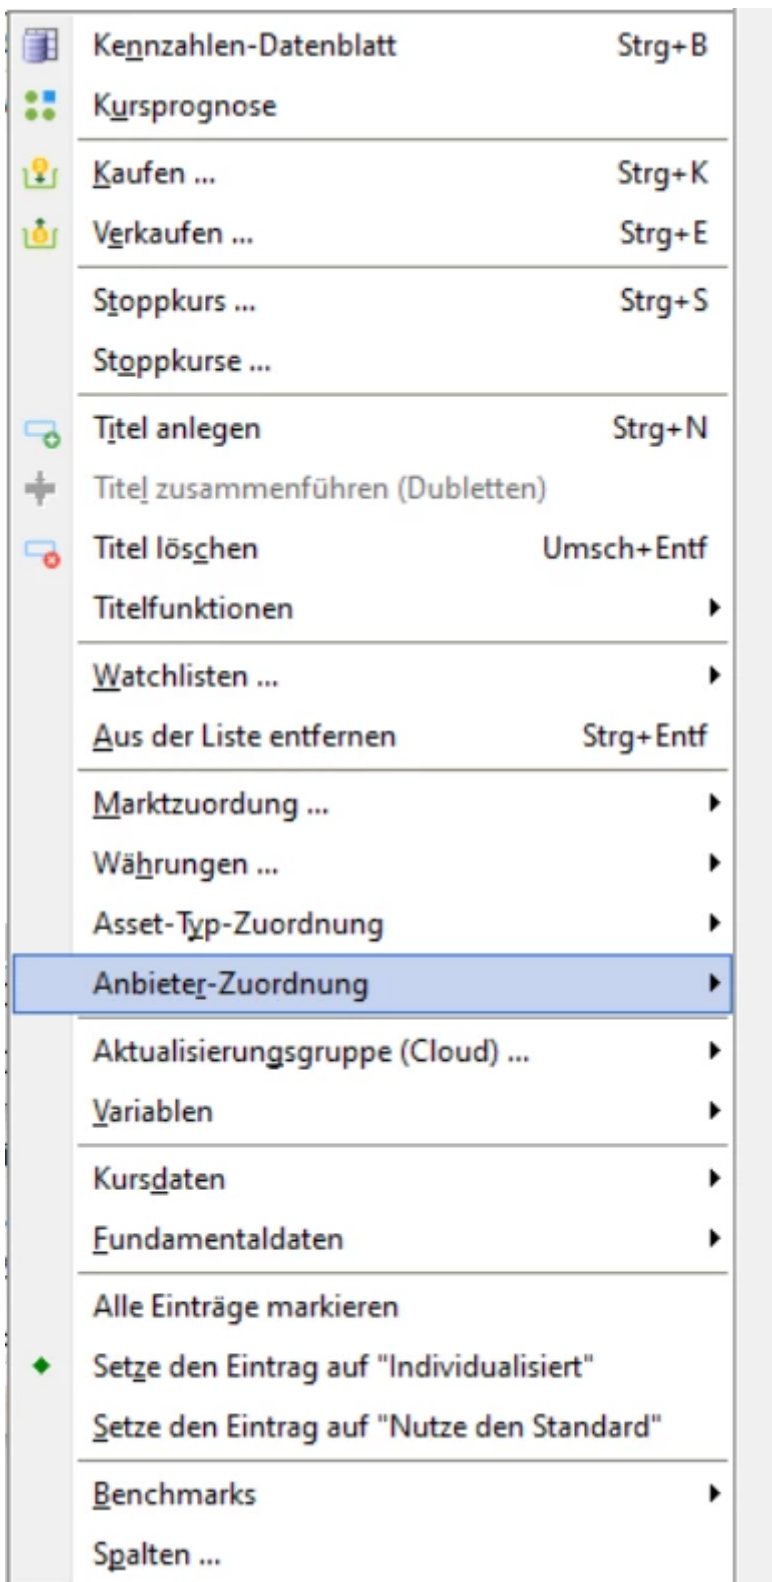 Kennzahlen-Datenblatt Strg+B
Kursprognose
Kaufen ... Strg+K
Verkaufen ... Strg+E
Stoppkurs ... Strg+S
Stoppkurse ...
Titel anlegen Strg+N
Titel zusammenführen (Dubletten)
Titel löschen Umsch+Entf
Titelfunktionen
Watchlisten ...
Aus der Liste entfernen Strg+Entf
Marktzuordung ...
Währungen ...
Asset-Typ-Zuordnung
Anbieter-Zuordnung
Aktualisierungsgruppe (Cloud) ...
Variablen
Kursdaten
Fundamentaldaten
Alle Einträge markieren
Setze den Eintrag auf "Individualisiert"
Setze den Eintrag auf "Nutze den Standard"
Benchmarks
Spalten ...